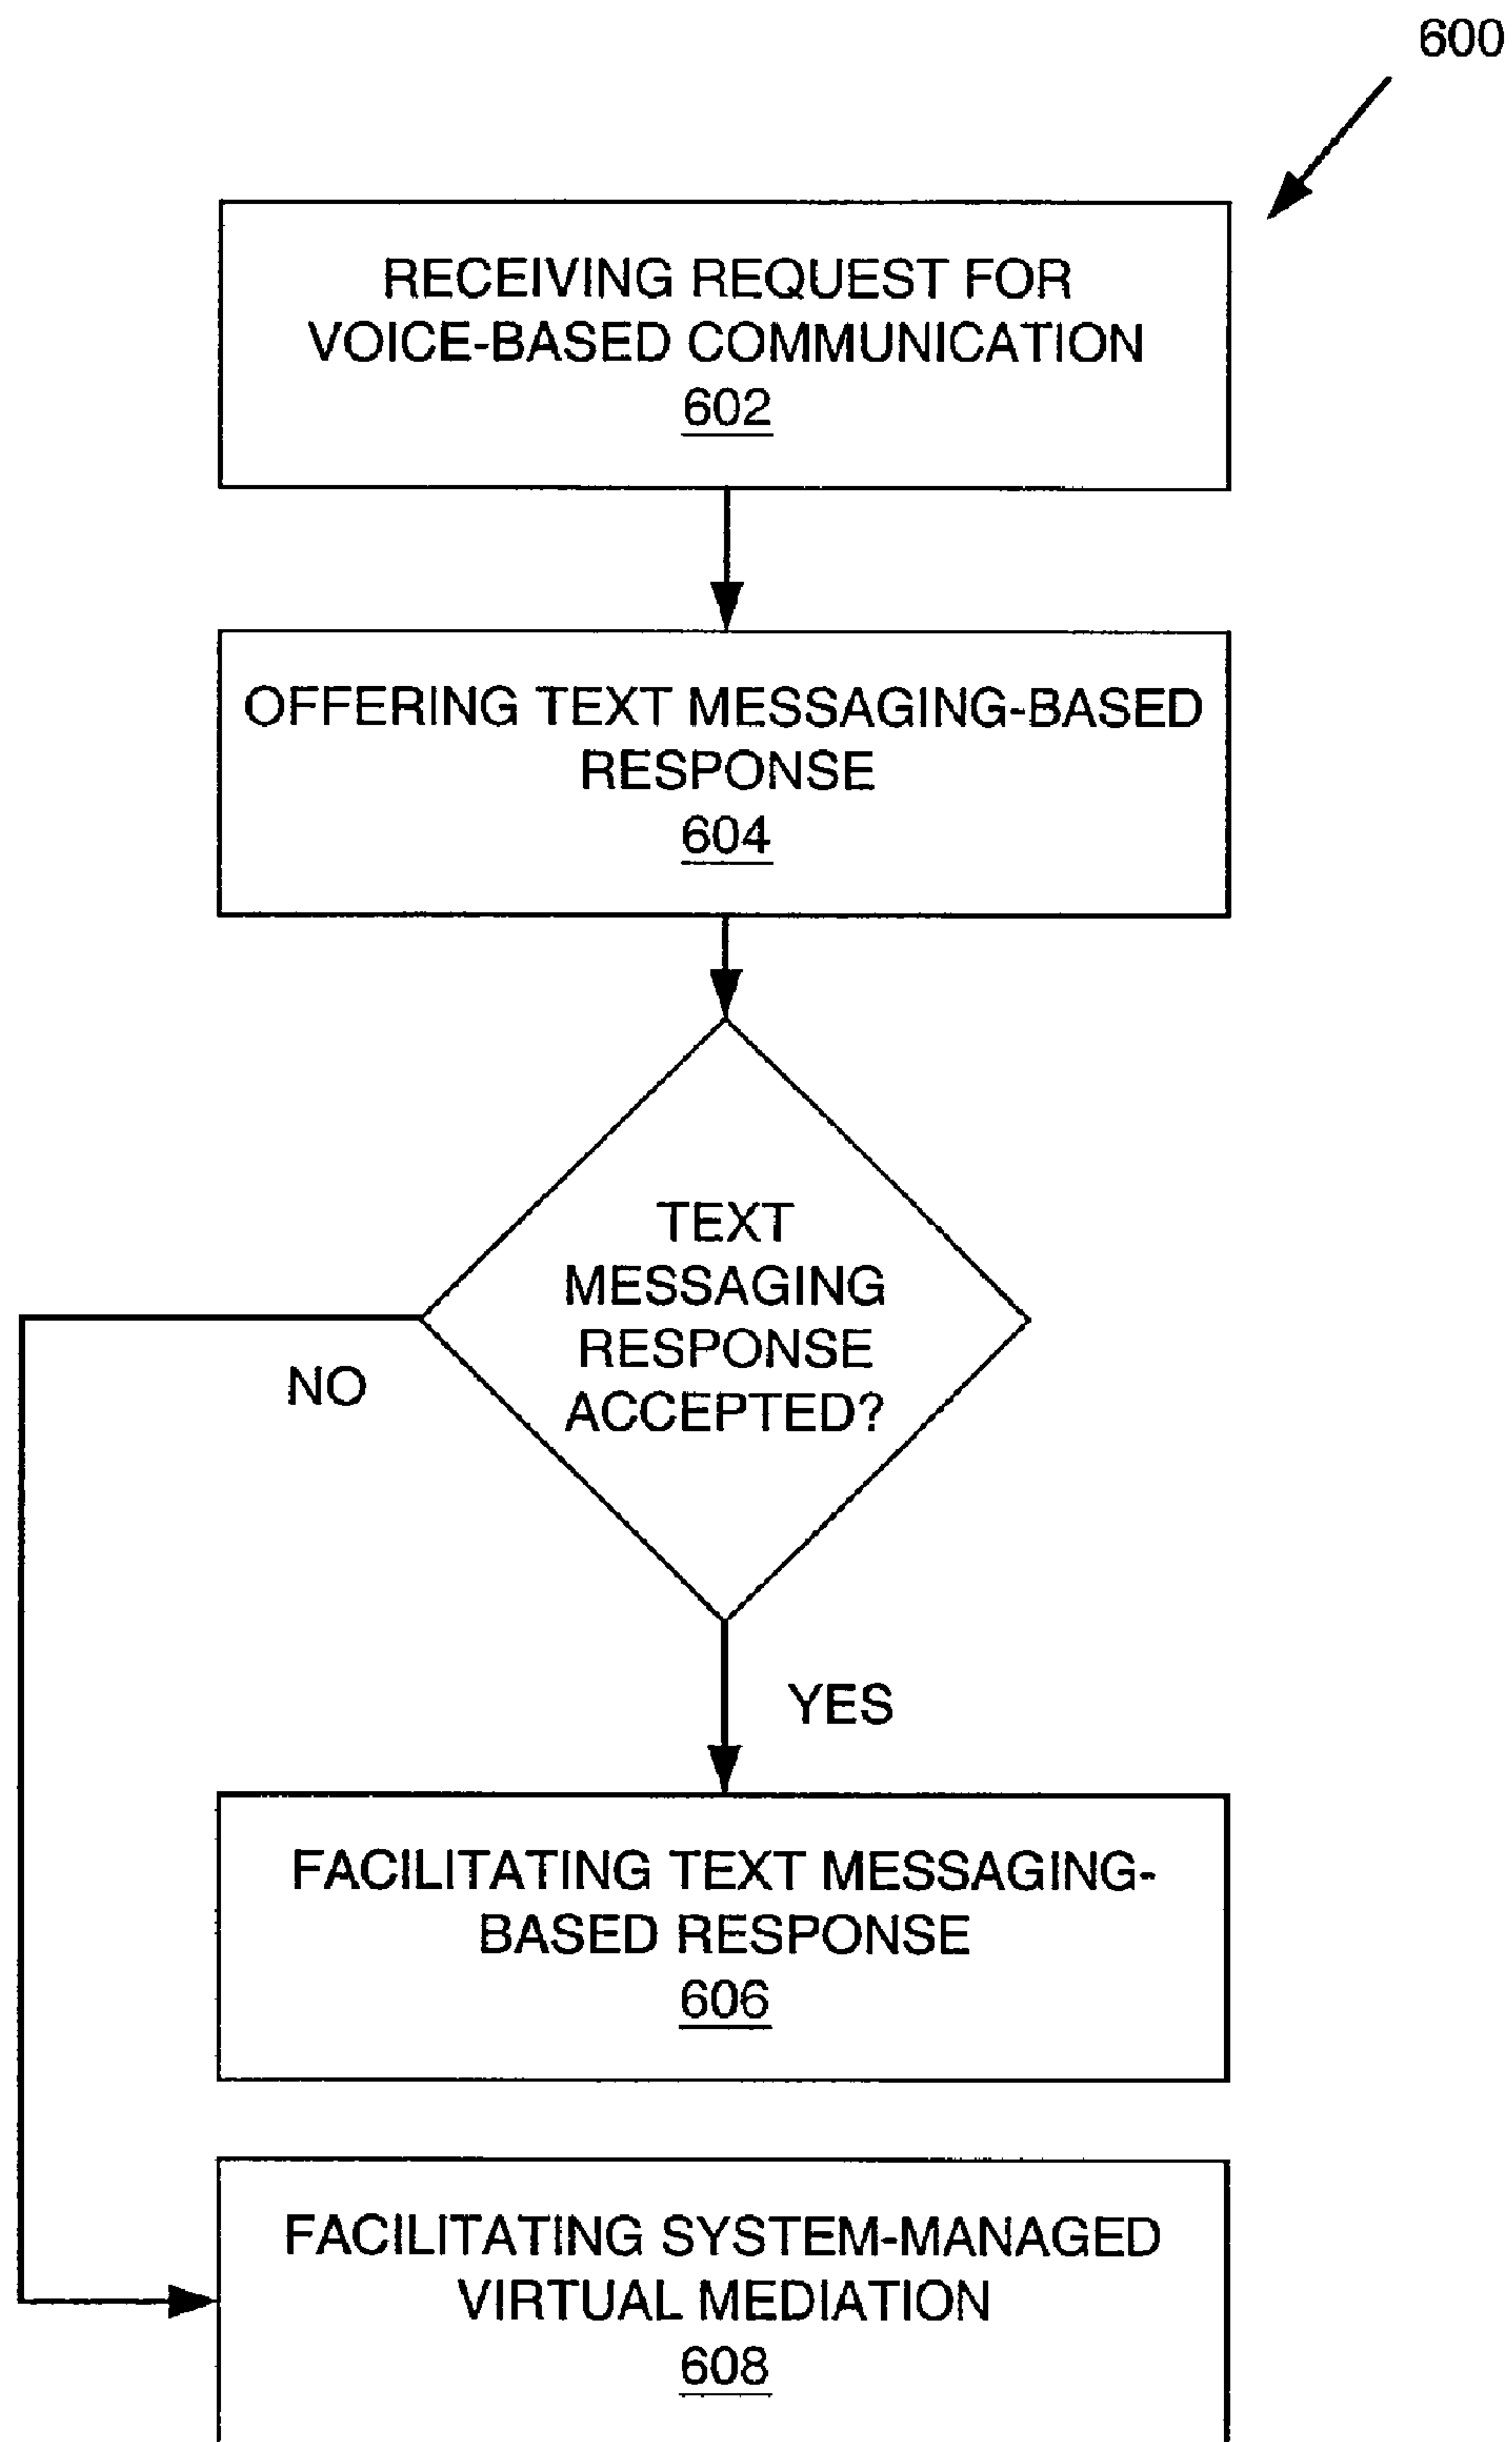 600
RECEIVING REQUEST FOR
VOICE-BASED COMMUNICATION
602
OFFERING TEXT MESSAGING-BASED
RESPONSE
604
TEXT
MESSAGING
RESPONSE
ACCEPTED?
NO
YES
FACILITATING TEXT MESSAGING-
BASED RESPONSE
606
FACILITATING SYSTEM-MANAGED
VIRTUAL MEDIATION
608